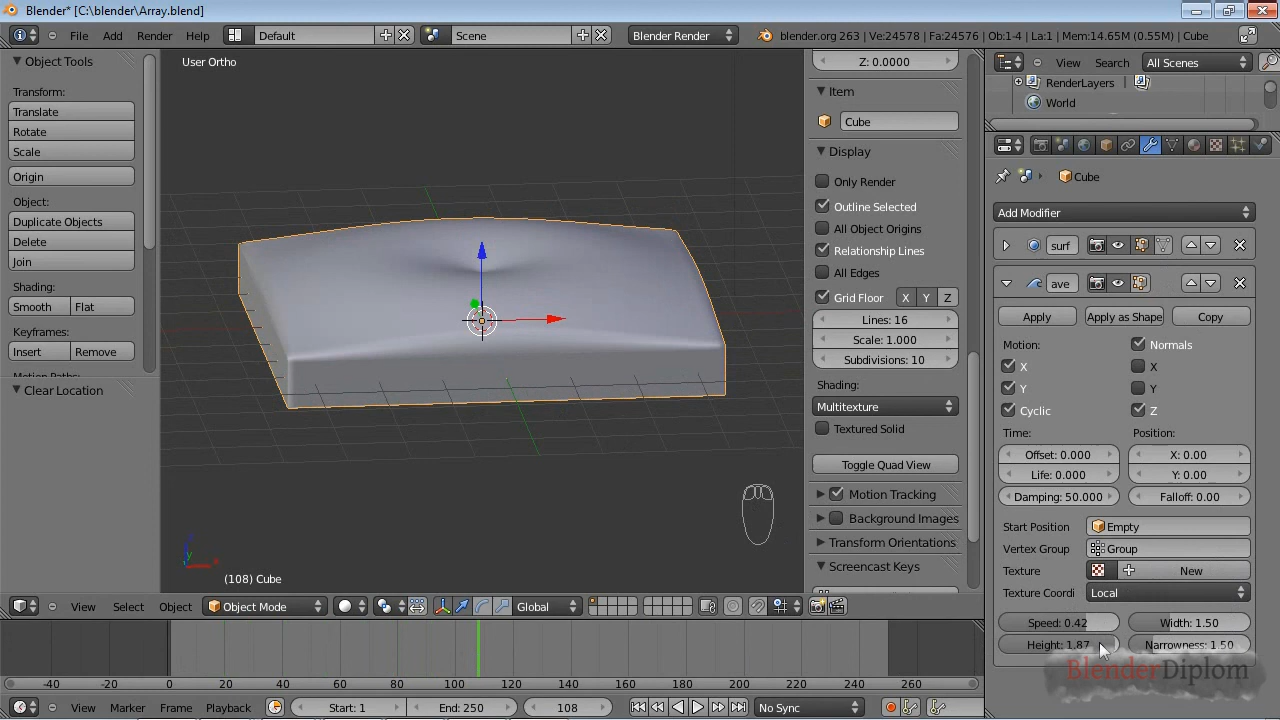 Blender* [C:\blender\Array.blend]
File Add Render Help Default Scene Blender Render blender.org 263 | Ve:24578 | Fa:24576 | Ob:1-4 | La:1 | Mem:14.65M (0.55M) | Cube
Object Tools
Transform:
Translate
Rotate
Scale
Origin
Object:
Duplicate Objects
Delete
Join
Shading:
Smooth Flat
Keyframes:
Insert Remove
Clear Location
User Ortho
(108) Cube
Z: 0.0000
Item
Cube
Display
Only Render
Outline Selected
All Object Origins
Relationship Lines
All Edges
Grid Floor X Y Z
Lines: 16
Scale: 1.000
Subdivisions: 10
Shading:
Multitexture
Textured Solid
Toggle Quad View
Motion Tracking
Background Images
Transform Orientations
Screencast Keys
View Search All Scenes
RenderLayers
World
Cube
Add Modifier
surf
ave
Apply Apply as Shape Copy
Motion: Normals
X X
Y Y
Cyclic Z
Time: Position:
Offset: 0.000 X: 0.00
Life: 0.000 Y: 0.00
Damping: 50.000 Falloff: 0.00
Start Position Empty
Vertex Group Group
Texture New
Texture Coordi Local
Speed: 0.42 Width: 1.50
Height: 1.87 Narrowness: 1.50
BlenderDiplom
View Select Object Object Mode Global
-40 -20 0 20 40 60 80 100 120 140 160 180 200 220 240 260
View Marker Frame Playback Start: 1 End: 250 108 No Sync